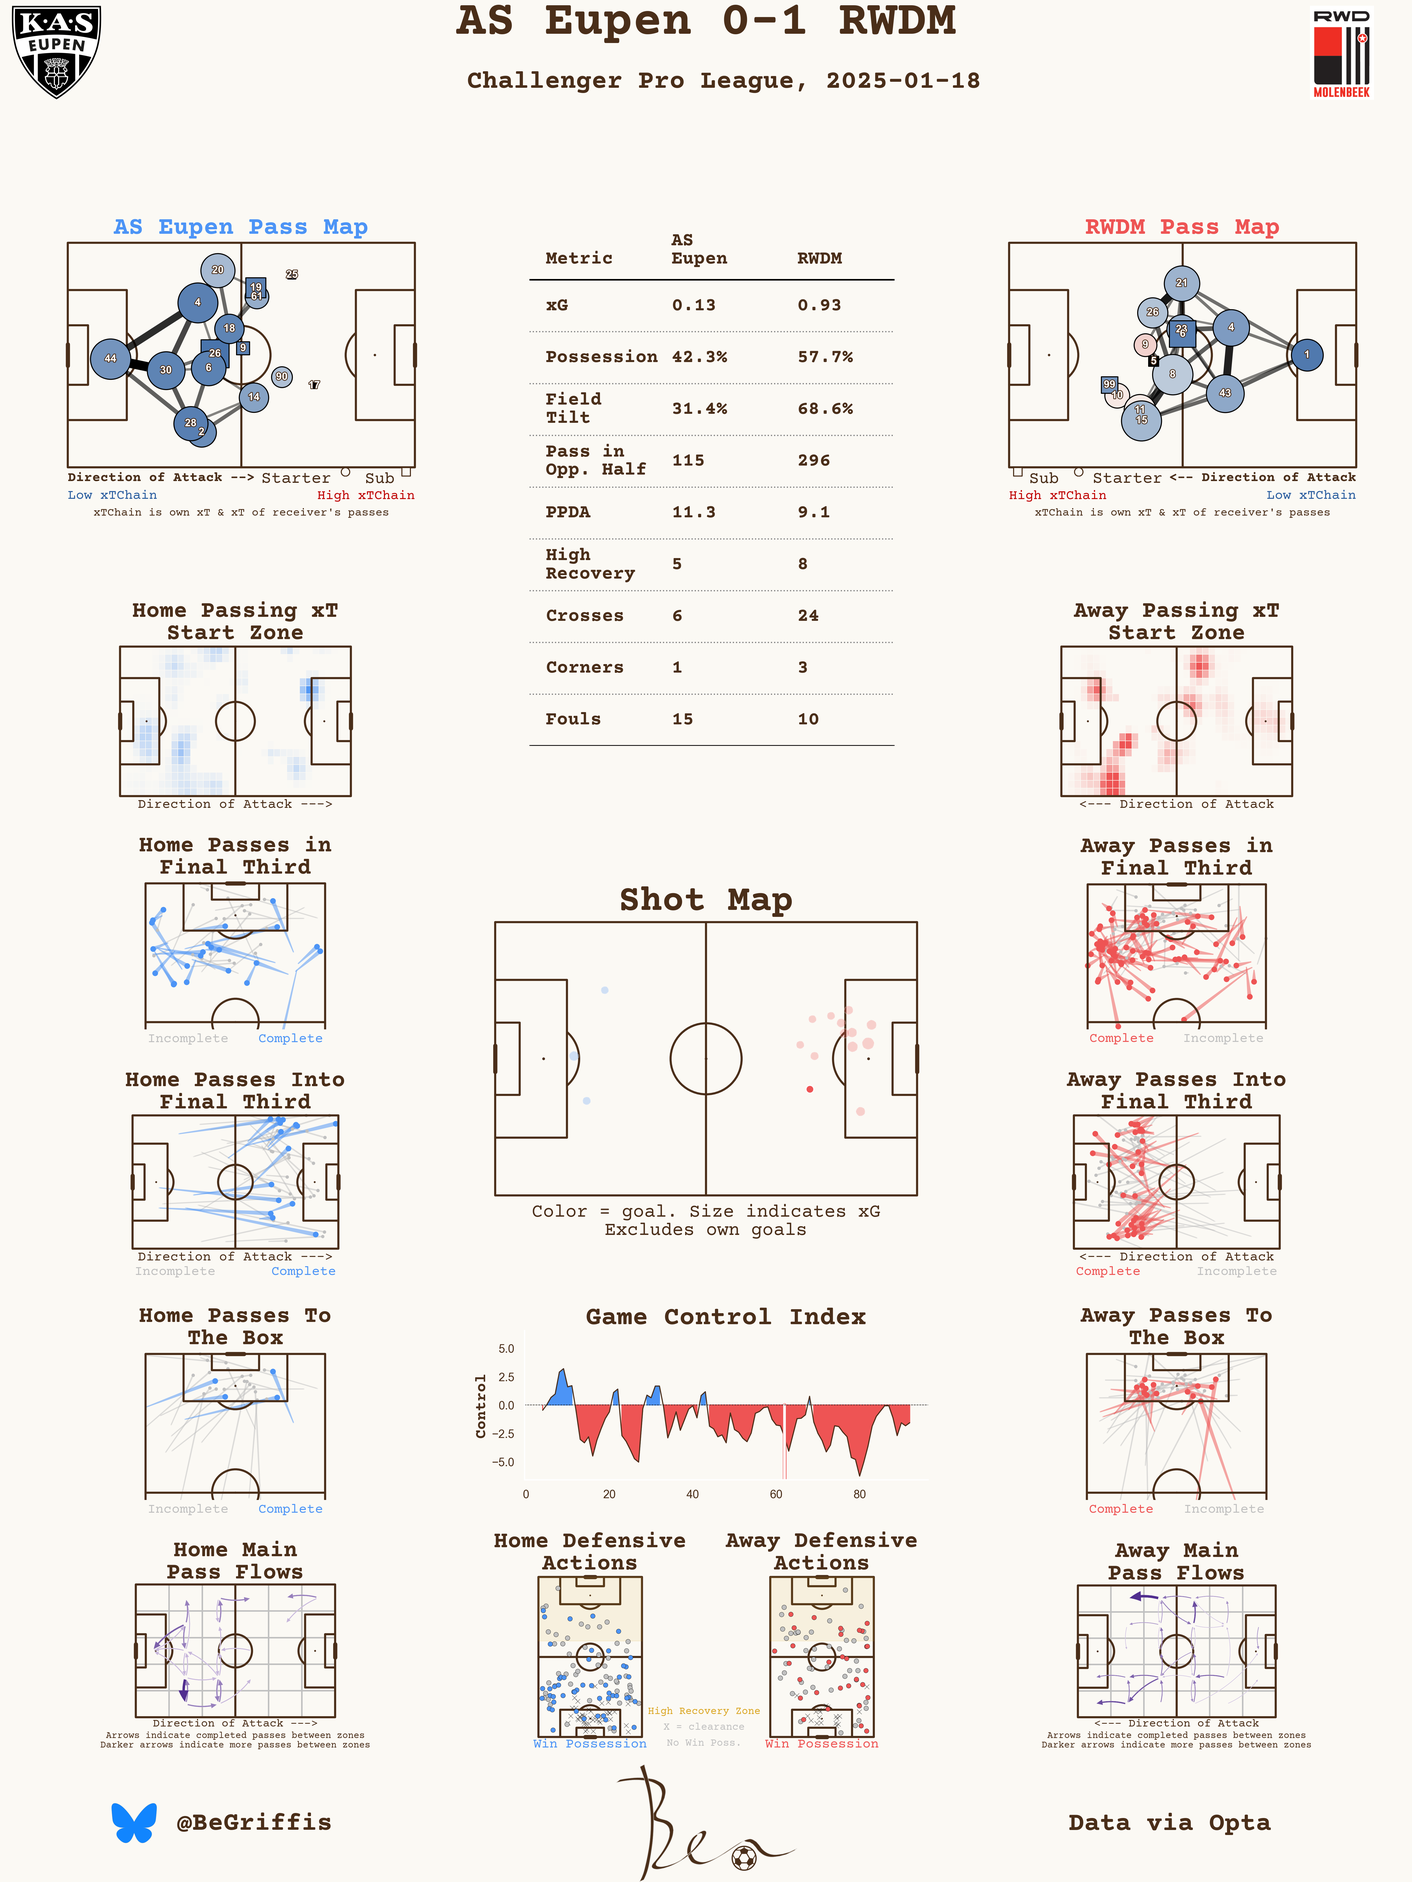 AS Eupen 0-1 RWDM
Challenger Pro League, 2025-01-18
K·A·S
EUPEN
RWD
MOLENBEEK
AS Eupen Pass Map
20
25
19
61
4
18
26
9
44
30
6
90
17
14
28
2
Direction of Attack --> Starter Sub
Low xTChain High xTChain
xTChain is own xT & xT of receiver's passes
Metric AS Eupen RWDM
xG 0.13 0.93
Possession 42.3% 57.7%
Field Tilt 31.4% 68.6%
Pass in Opp. Half 115 296
PPDA 11.3 9.1
High Recovery 5 8
Crosses 6 24
Corners 1 3
Fouls 15 10
RWDM Pass Map
21
26
23
6
4
9
5
1
8
99
10
43
11
15
Sub Starter <-- Direction of Attack
High xTChain Low xTChain
xTChain is own xT & xT of receiver's passes
Home Passing xT
Start Zone
Direction of Attack --->
Away Passing xT
Start Zone
<--- Direction of Attack
Home Passes in
Final Third
Incomplete Complete
Away Passes in
Final Third
Complete Incomplete
Shot Map
Color = goal. Size indicates xG
Excludes own goals
Home Passes Into
Final Third
Direction of Attack --->
Incomplete Complete
Away Passes Into
Final Third
<--- Direction of Attack
Complete Incomplete
Home Passes To
The Box
Incomplete Complete
Game Control Index
Control
5.0
2.5
0.0
−2.5
−5.0
0 20 40 60 80
Away Passes To
The Box
Complete Incomplete
Home Main
Pass Flows
Direction of Attack --->
Arrows indicate completed passes between zones
Darker arrows indicate more passes between zones
Home Defensive
Actions
Win Possession
High Recovery Zone
X = clearance
No Win Poss.
Away Defensive
Actions
Win Possession
Away Main
Pass Flows
<--- Direction of Attack
Arrows indicate completed passes between zones
Darker arrows indicate more passes between zones
@BeGriffis
Ben
Data via Opta